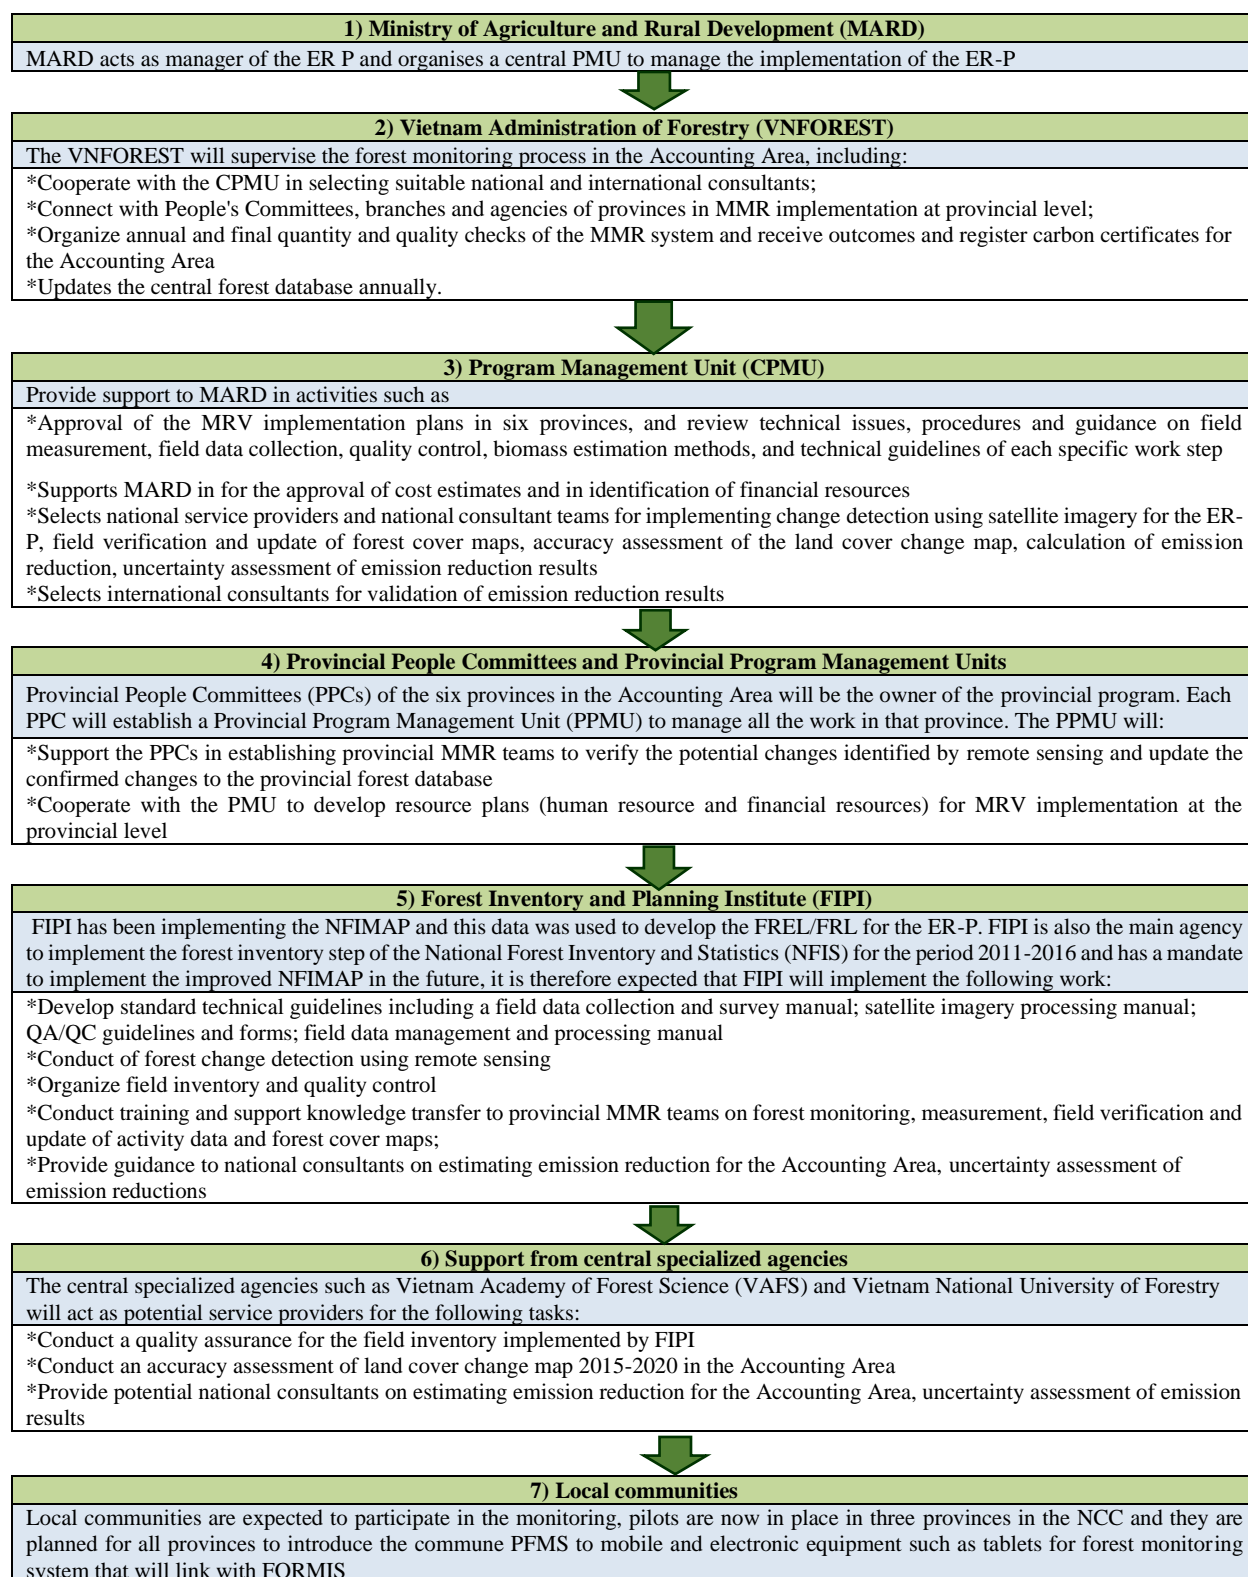 1) Ministry of Agriculture and Rural Development (MARD)
MARD acts as manager of the ER P and organises a central PMU to manage the implementation of the ER-P
2) Vietnam Administration of Forestry (VNFOREST)
The VNFOREST will supervise the forest monitoring process in the Accounting Area, including:
*Cooperate with the CPMU in selecting suitable national and international consultants;
*Connect with People's Committees, branches and agencies of provinces in MMR implementation at provincial level;
*Organize annual and final quantity and quality checks of the MMR system and receive outcomes and register carbon certificates for
the Accounting Area
*Updates the central forest database annually.
3) Program Management Unit (CPMU)
Provide support to MARD in activities such as
*Approval of the MRV implementation plans in six provinces, and review technical issues, procedures and guidance on field
measurement, field data collection, quality control, biomass estimation methods, and technical guidelines of each specific work step
*Supports MARD in for the approval of cost estimates and in identification of financial resources
*Selects national service providers and national consultant teams for implementing change detection using satellite imagery for the ER-
P, field verification and update of forest cover maps, accuracy assessment of the land cover change map, calculation of emission
reduction, uncertainty assessment of emission reduction results
*Selects international consultants for validation of emission reduction results
4) Provincial People Committees and Provincial Program Management Units
Provincial People Committees (PPCs) of the six provinces in the Accounting Area will be the owner of the provincial program. Each
PPC will establish a Provincial Program Management Unit (PPMU) to manage all the work in that province. The PPMU will:
*Support the PPCs in establishing provincial MMR teams to verify the potential changes identified by remote sensing and update the
confirmed changes to the provincial forest database
*Cooperate with the PMU to develop resource plans (human resource and financial resources) for MRV implementation at the
provincial level
5) Forest Inventory and Planning Institute (FIPI)
FIPI has been implementing the NFIMAP and this data was used to develop the FREL/FRL for the ER-P. FIPI is also the main agency
to implement the forest inventory step of the National Forest Inventory and Statistics (NFIS) for the period 2011-2016 and has a mandate
to implement the improved NFIMAP in the future, it is therefore expected that FIPI will implement the following work:
*Develop standard technical guidelines including a field data collection and survey manual; satellite imagery processing manual;
QA/QC guidelines and forms; field data management and processing manual
*Conduct of forest change detection using remote sensing
*Organize field inventory and quality control
*Conduct training and support knowledge transfer to provincial MMR teams on forest monitoring, measurement, field verification and
update of activity data and forest cover maps;
*Provide guidance to national consultants on estimating emission reduction for the Accounting Area, uncertainty assessment of
emission reductions
6) Support from central specialized agencies
The central specialized agencies such as Vietnam Academy of Forest Science (VAFS) and Vietnam National University of Forestry
will act as potential service providers for the following tasks:
*Conduct a quality assurance for the field inventory implemented by FIPI
*Conduct an accuracy assessment of land cover change map 2015-2020 in the Accounting Area
*Provide potential national consultants on estimating emission reduction for the Accounting Area, uncertainty assessment of emission
results
7) Local communities
Local communities are expected to participate in the monitoring, pilots are now in place in three provinces in the NCC and they are
planned for all provinces to introduce the commune PFMS to mobile and electronic equipment such as tablets for forest monitoring
system that will link with FORMIS